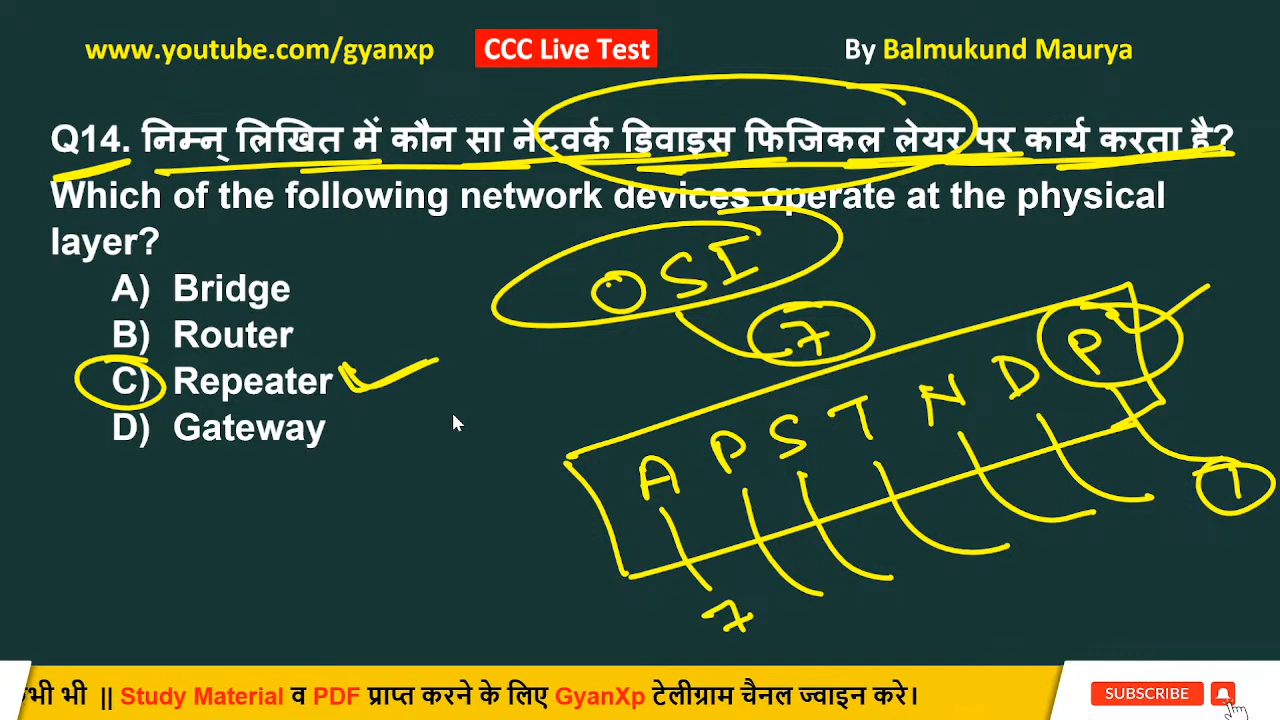 www.youtube.com/gyanxp CCC Live Test By Balmukund Maurya
Q14. निम्न् लिखित में कौन सा नेटवर्क डिवाइस फिजिकल लेयर पर कार्य करता है?
Which of the following network devices operate at the physical
layer?
A) Bridge
B) Router
C) Repeater
D) Gateway
OSI
7
A P S T N D P
1
7
भी भी || Study Material व PDF प्राप्त करने के लिए GyanXp टेलीग्राम चैनल ज्वाइन करे।
SUBSCRIBE